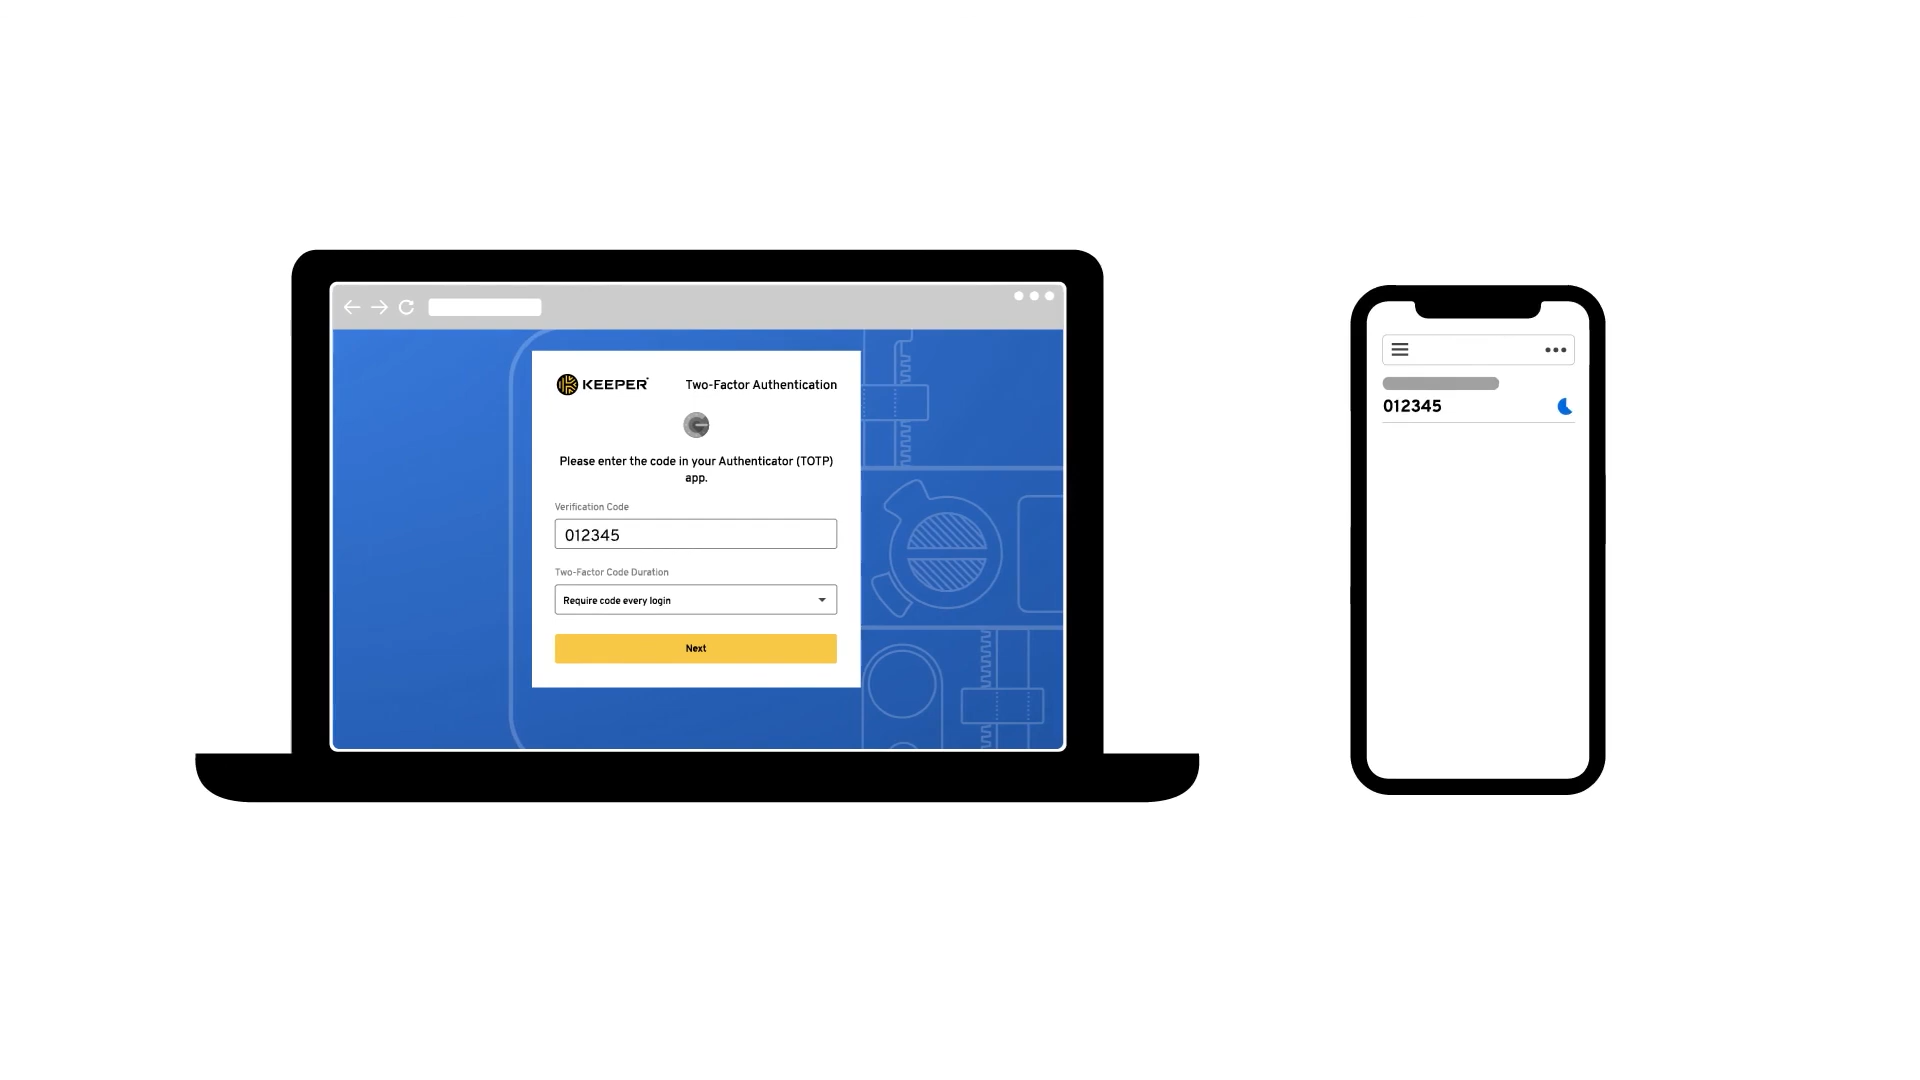 KEEPER
Two-Factor Authentication
Please enter the code in your Authenticator (TOTP)
app.
Verification Code
012345
Two-Factor Code Duration
Require code every login
Next
012345